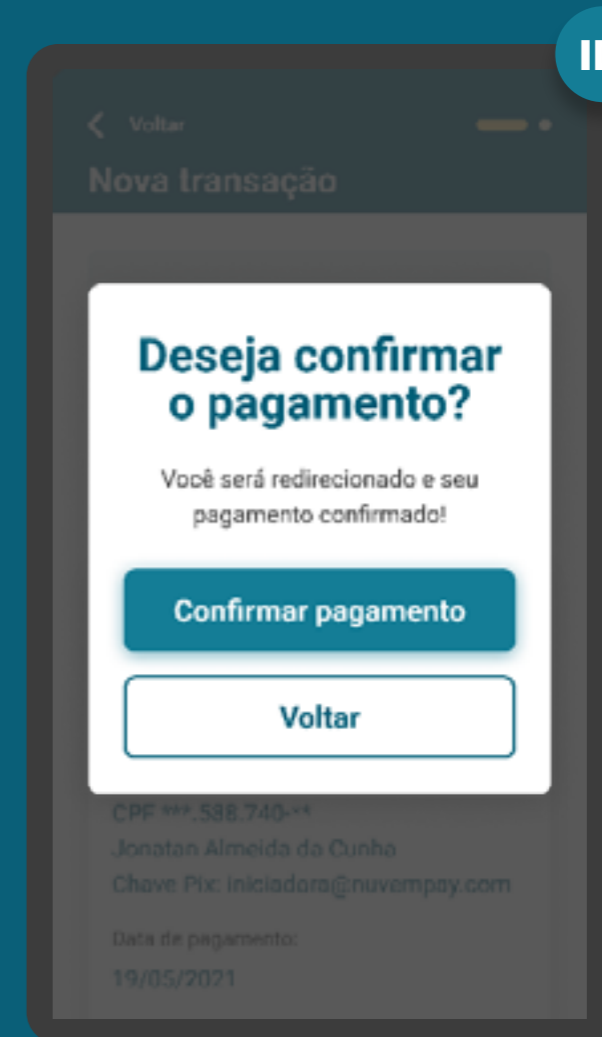 Voltar
Nova transação
Deseja confirmar
o pagamento?
Você será redirecionado e seu
pagamento confirmado!
Confirmar pagamento
Voltar
CPF ***.588.740-**
Jonatan Almeida da Cunha
Chave Pix: iniciadora@nuvempay.com
Data de pagamento:
19/05/2021